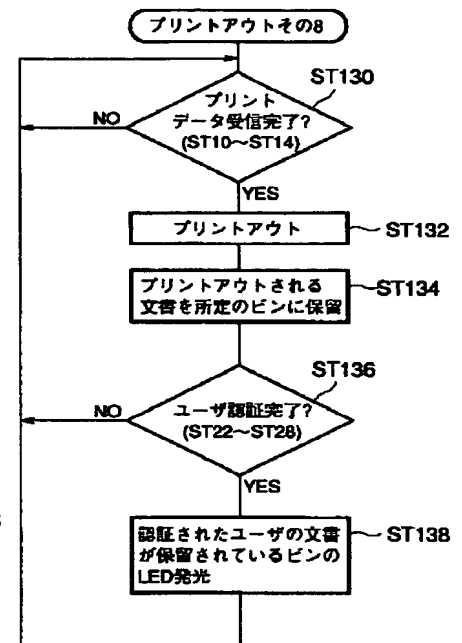 プリントアウトその8
ST130
プリント
データ受信完了?
(ST10～ST14)
NO
YES
プリントアウト
ST132
プリントアウトされる
文書を所定のビンに保留
ST134
ST136
ユーザ認証完了?
(ST22～ST28)
NO
YES
認証されたユーザの文書
が保留されているビンの
LED発光
ST138